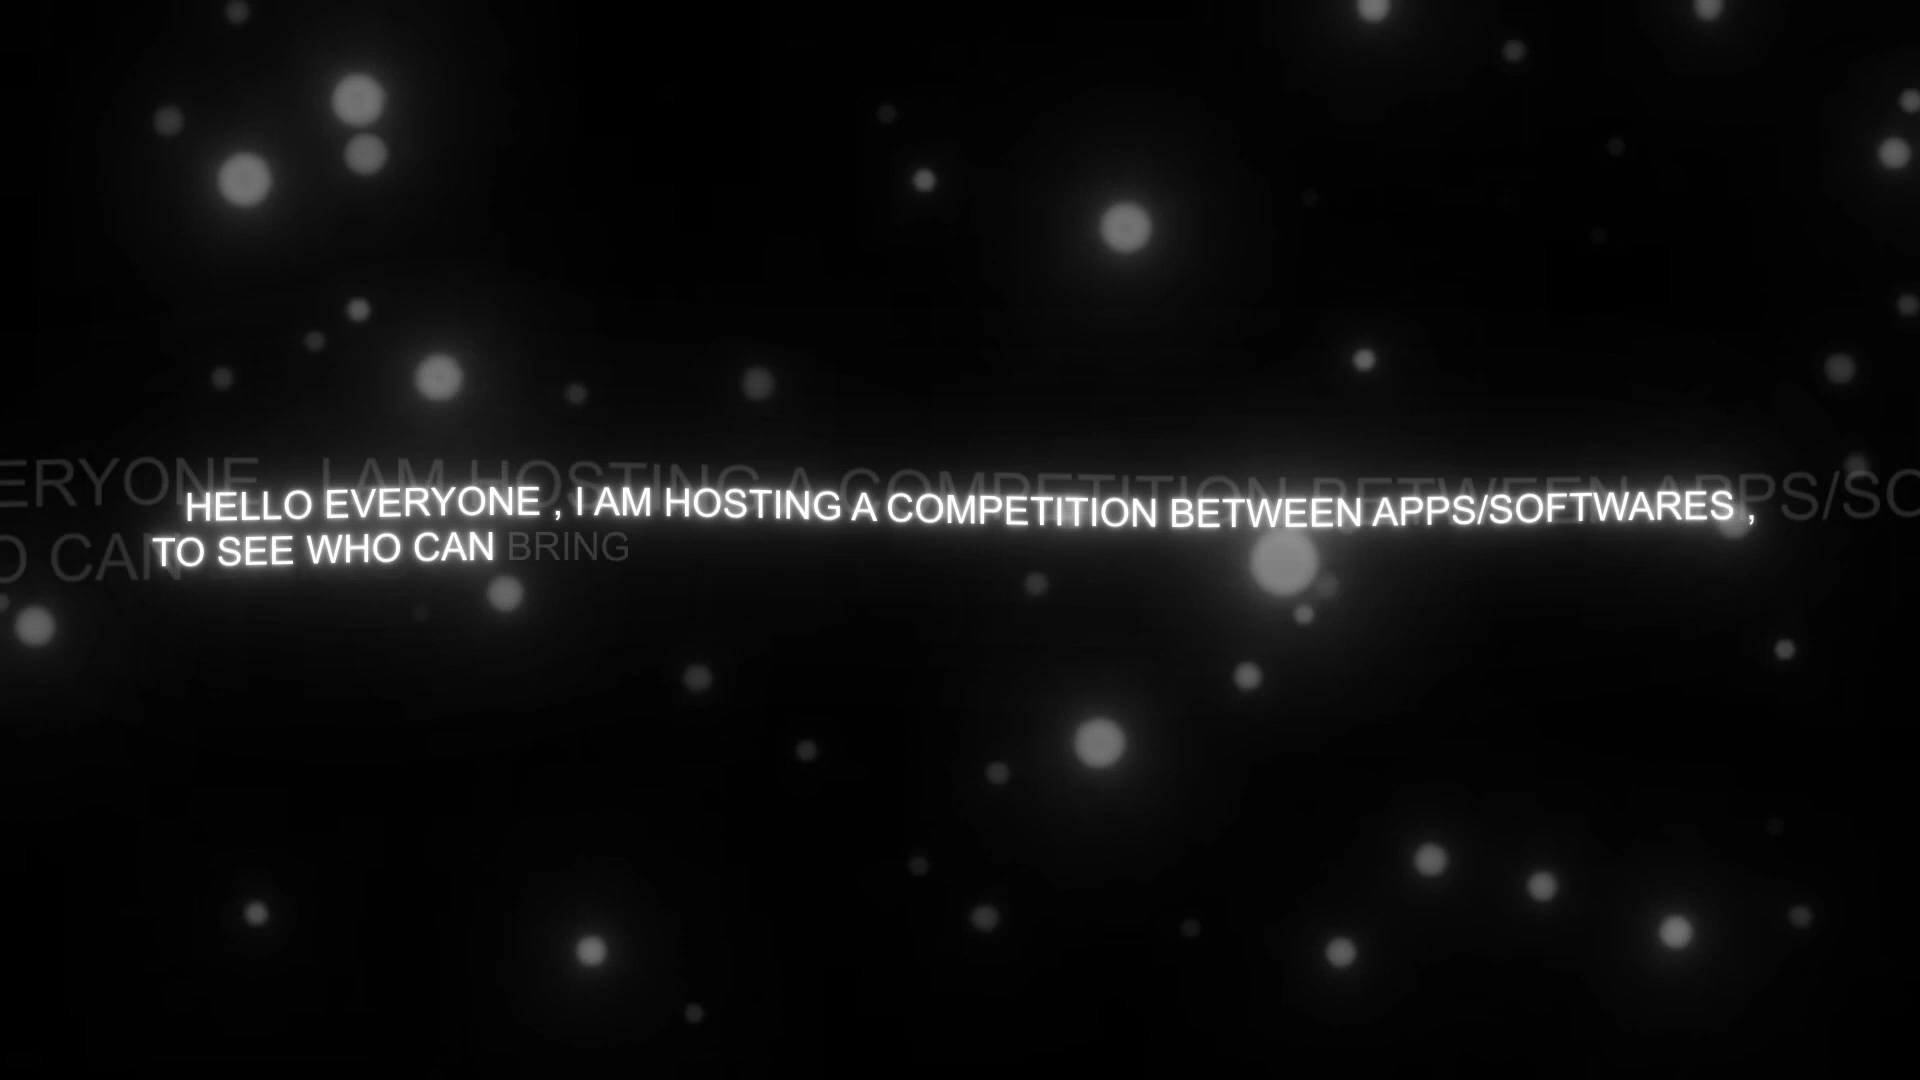 HELLO EVERYONE , I AM HOSTING A COMPETITION BETWEEN APPS/SOFTWARES ,
TO SEE WHO CAN BRING